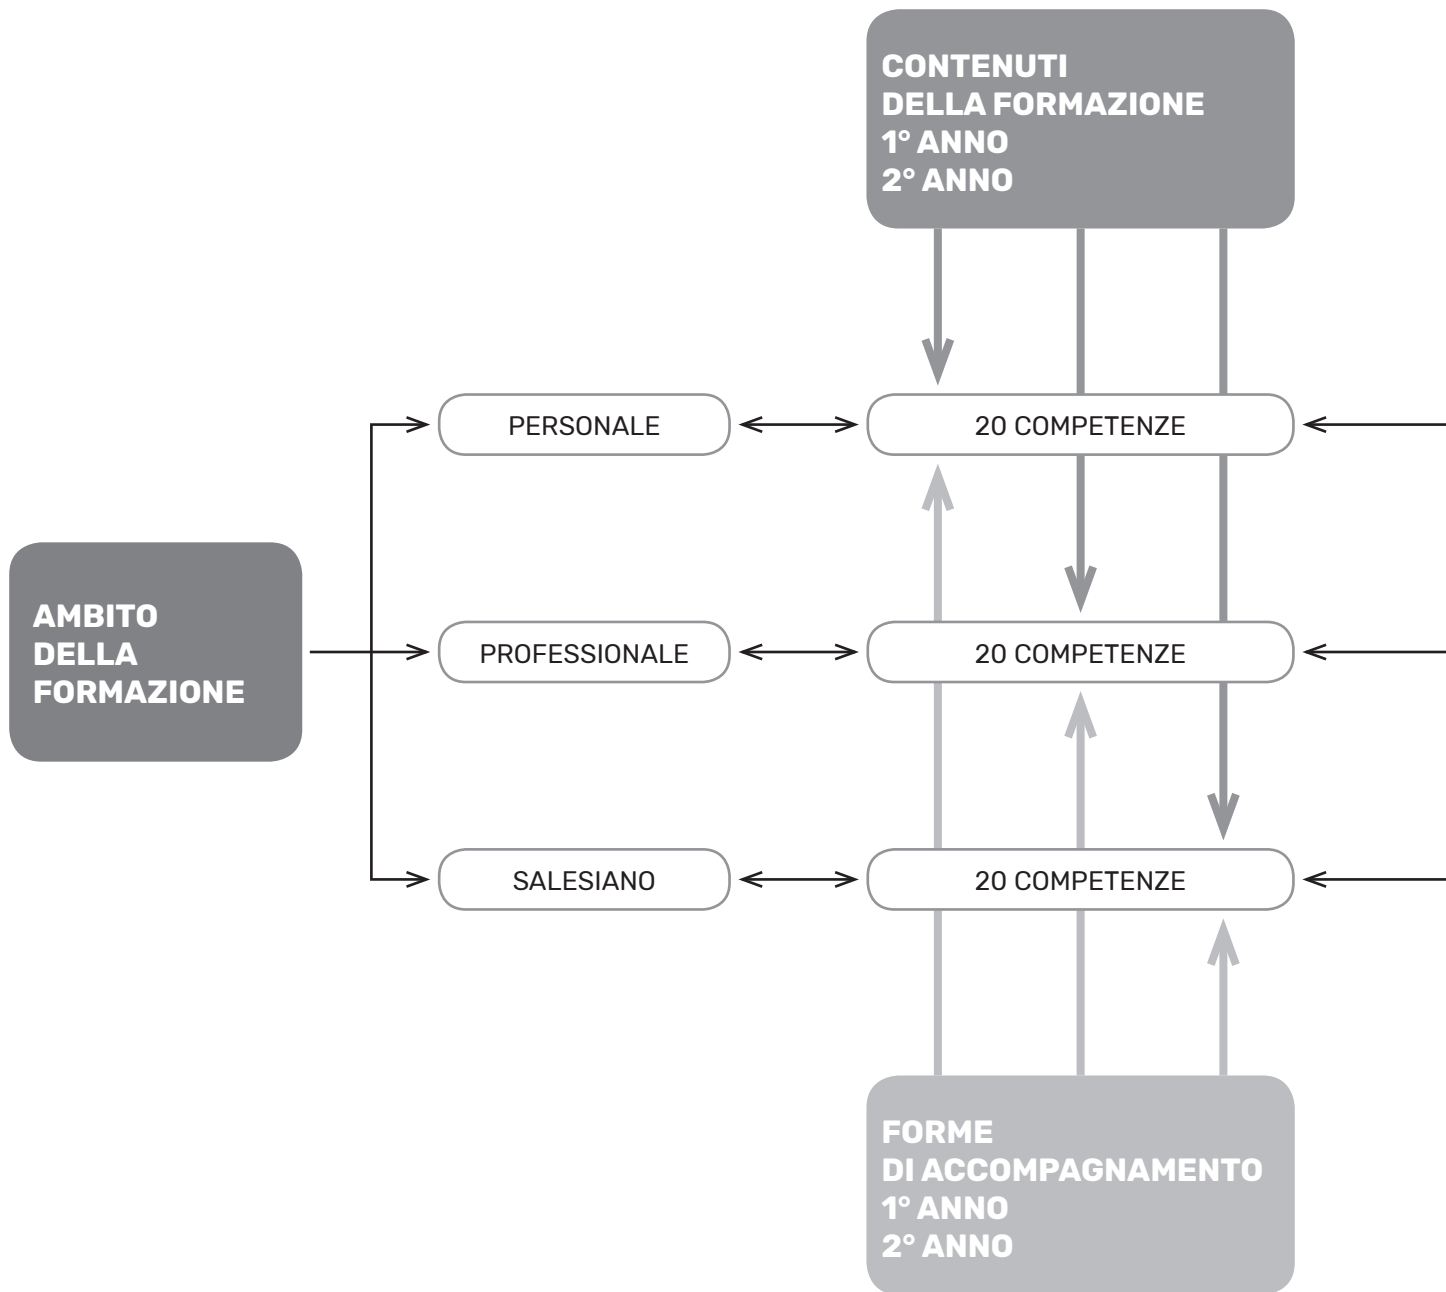 CONTENUTI
DELLA FORMAZIONE
1° ANNO
2° ANNO
PERSONALE
20 COMPETENZE
AMBITO
DELLA
FORMAZIONE
PROFESSIONALE
20 COMPETENZE
SALESIANO
20 COMPETENZE
FORME
DI ACCOMPAGNAMENTO
1° ANNO
2° ANNO